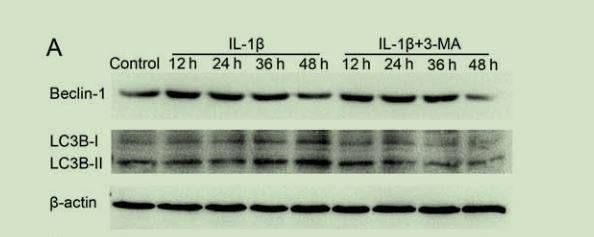 A
IL-1β IL-1β+3-MA
Control 12 h 24 h 36 h 48 h 12 h 24 h 36 h 48 h
Beclin-1
LC3B-I
LC3B-II
β-actin